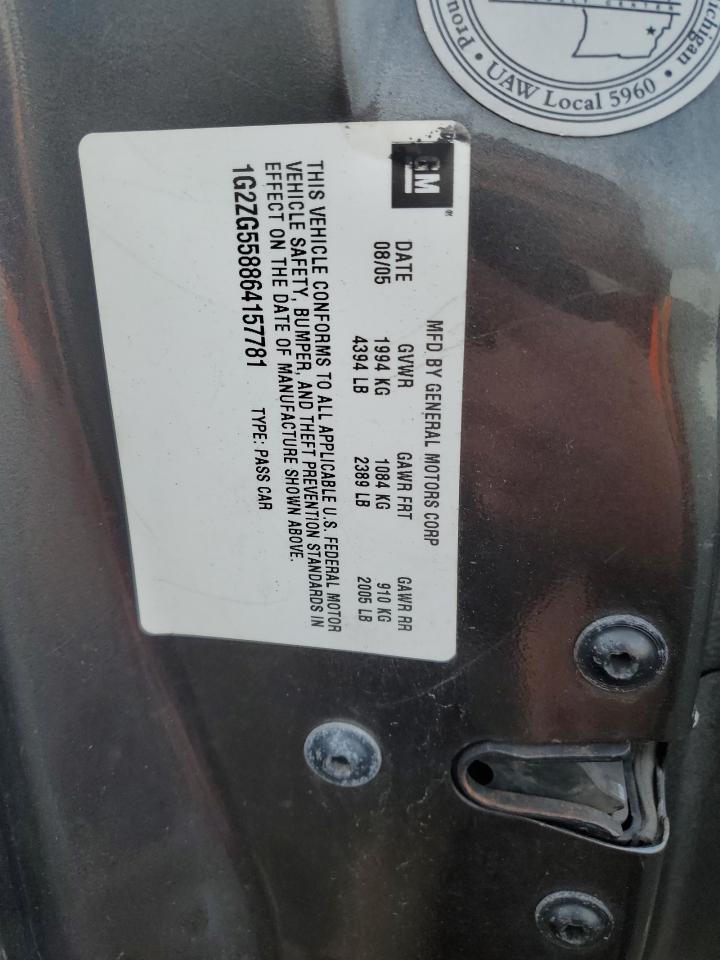 GM
®
MFD BY GENERAL MOTORS CORP
DATE GVWR GAWR FRT GAWR RR
08/05 1994 KG 1084 KG 910 KG
4394 LB 2389 LB 2005 LB
THIS VEHICLE CONFORMS TO ALL APPLICABLE U.S. FEDERAL MOTOR
VEHICLE SAFETY, BUMPER, AND THEFT PREVENTION STANDARDS IN
EFFECT ON THE DATE OF MANUFACTURE SHOWN ABOVE.
1G2ZG558864157781 TYPE: PASS CAR
CENTER
Proud
• UAW Local 5960 •